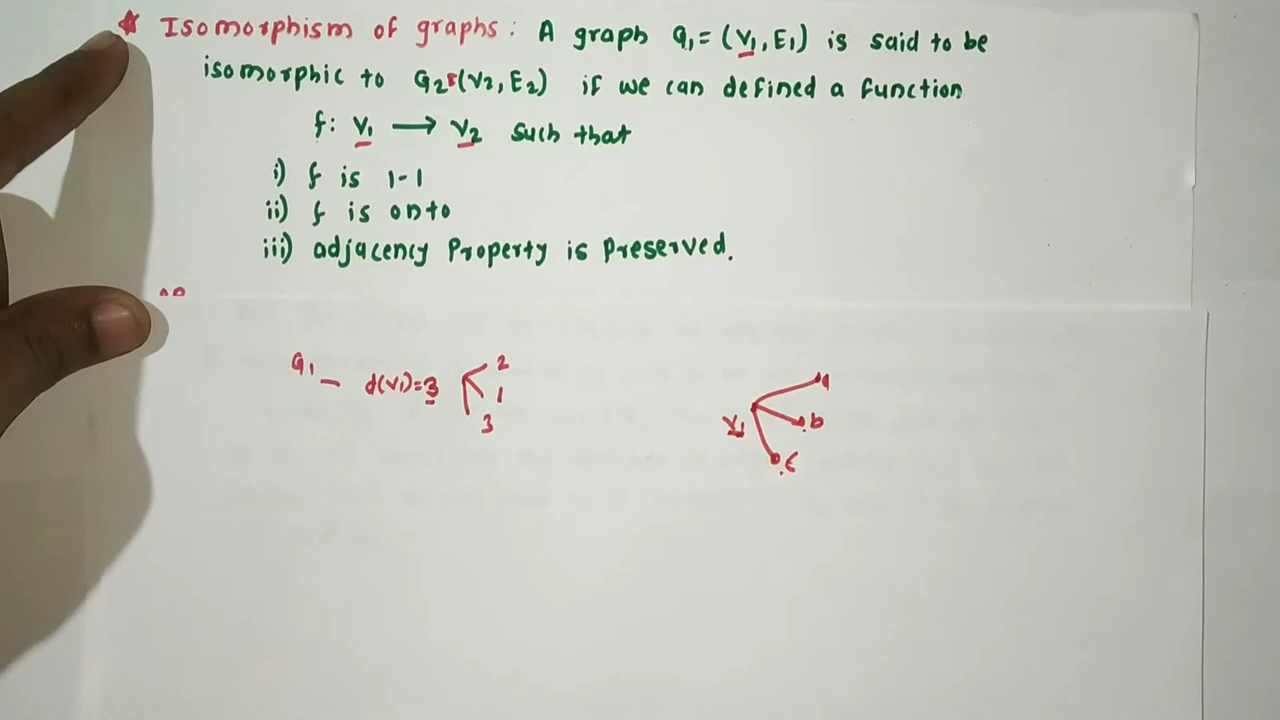 ★ Isomorphism of graphs: A graph G1=(V1,E1) is said to be
isomorphic to G2=(V2,E2) if we can defined a function
f: V1 → V2 such that
i) f is 1-1
ii) f is onto
iii) adjacency Property is Preserved.
G1 – d(V1)=3
2
1
3
a
V1
b
c